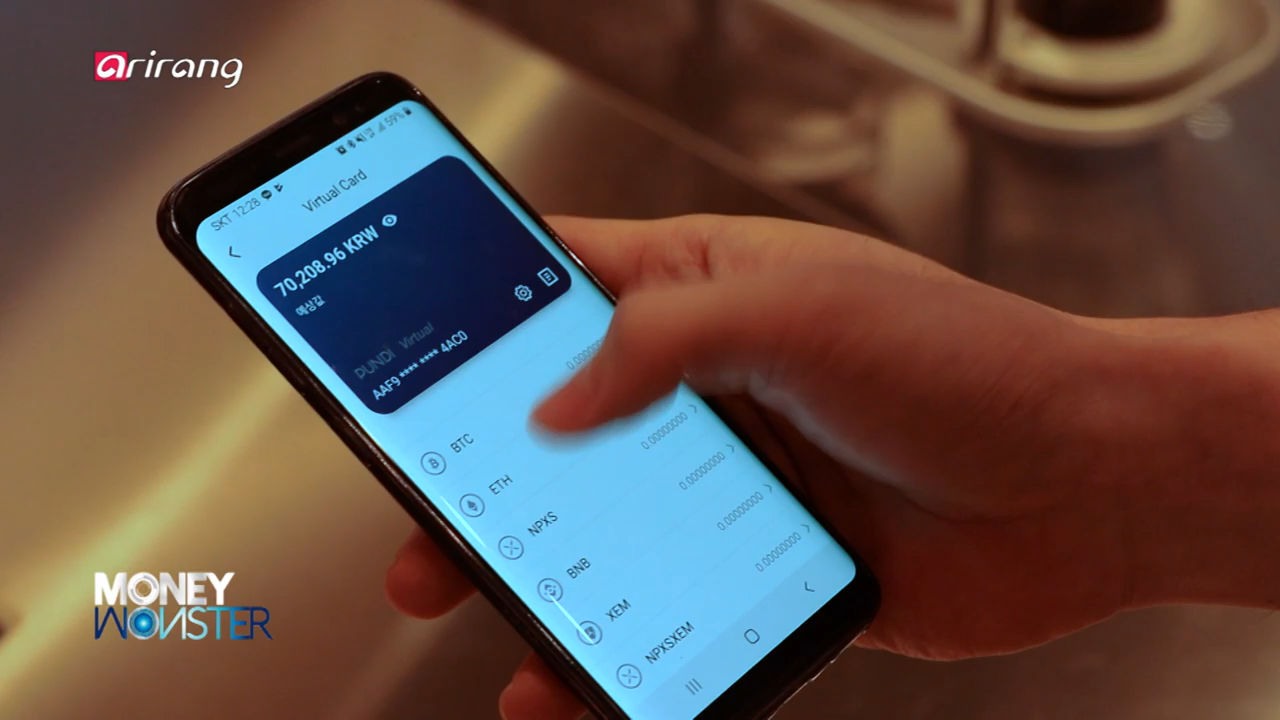 arirang
SKT 12:28
59%
Virtual Card
70,208.96 KRW
예상값
PUNDI Virtual
AAF9 **** **** 4AC0
BTC
ETH
0.00000000
NPXS
0.00000000
BNB
0.00000000
XEM
0.00000000
NPXSXEM
MONEY
MONSTER